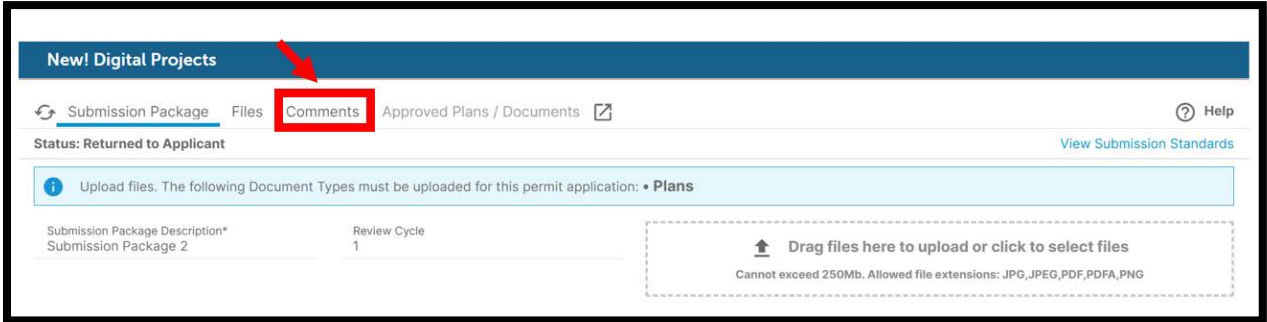 New! Digital Projects
Submission Package Files Comments Approved Plans / Documents Help
Status: Returned to Applicant View Submission Standards
Upload files. The following Document Types must be uploaded for this permit application: • Plans
Submission Package Description* Review Cycle
Submission Package 2 1
Drag files here to upload or click to select files
Cannot exceed 250Mb. Allowed file extensions: JPG,JPEG,PDF,PDFA,PNG